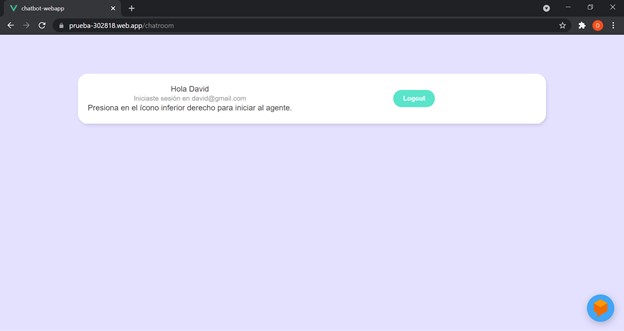 chatbot-webapp
prueba-302818.web.app/chatroom
D
Hola David
Iniciaste sesión en david@gmail.com
Presiona en el ícono inferior derecho para iniciar al agente.
Logout